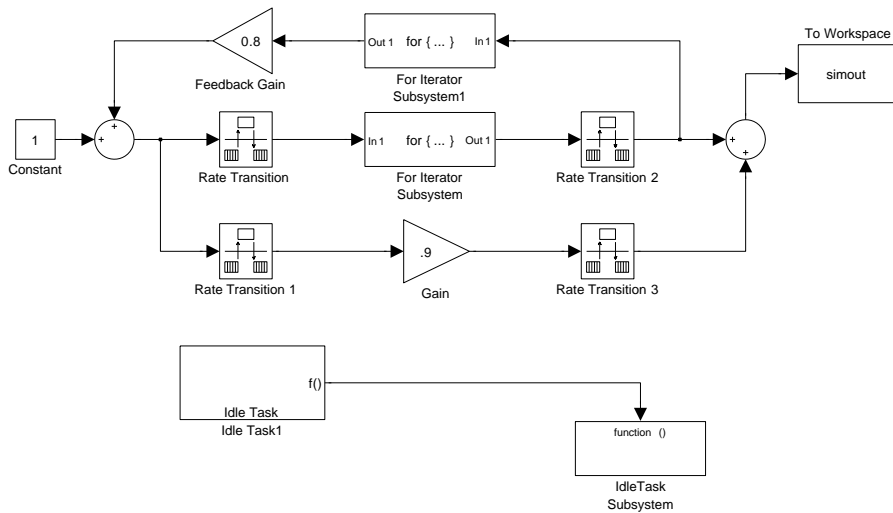 To Workspace
simout
0.8
Feedback Gain
Out 1 for { ... } In 1
For Iterator
Subsystem1
1
Constant
+
+
Rate Transition
In 1 for { ... } Out 1
For Iterator
Subsystem
Rate Transition 2
+
+
Rate Transition 1
.9
Gain
Rate Transition 3
f()
Idle Task
Idle Task1
function ()
IdleTask
Subsystem